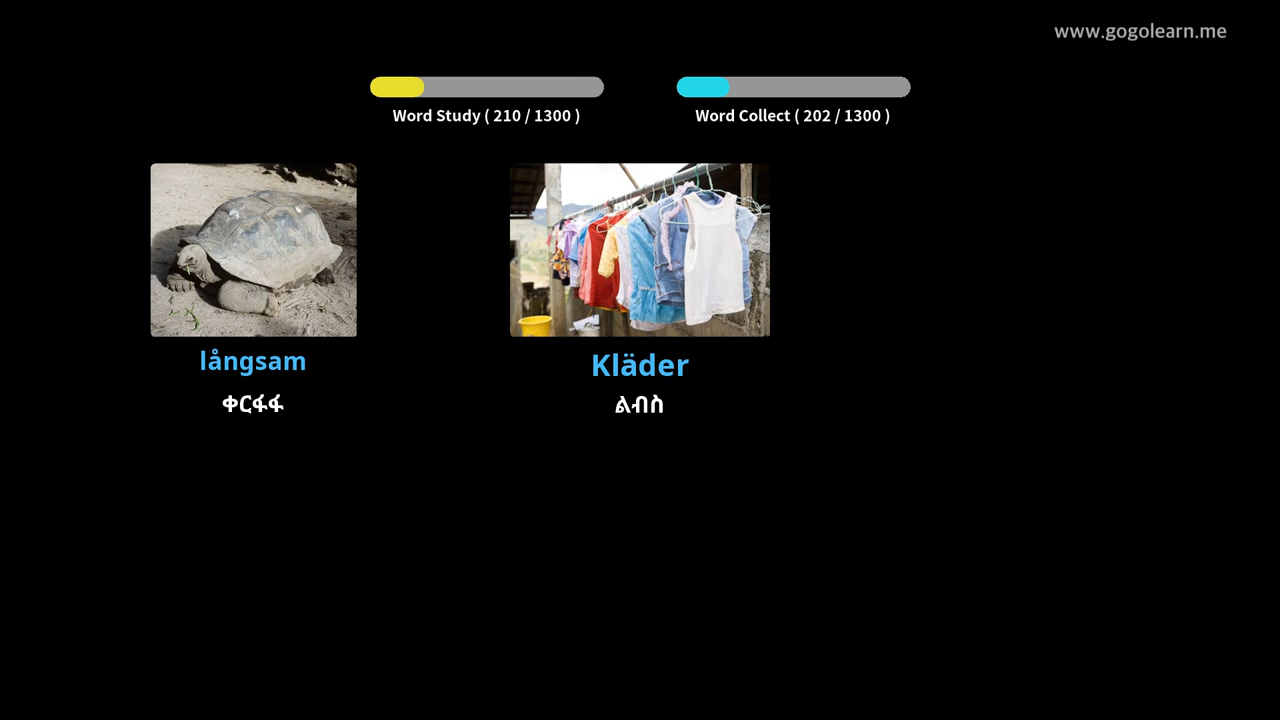 www.gogolearn.me
Word Study ( 210 / 1300 )
Word Collect ( 202 / 1300 )
långsam
ቀርፋፋ
Kläder
ልብስ